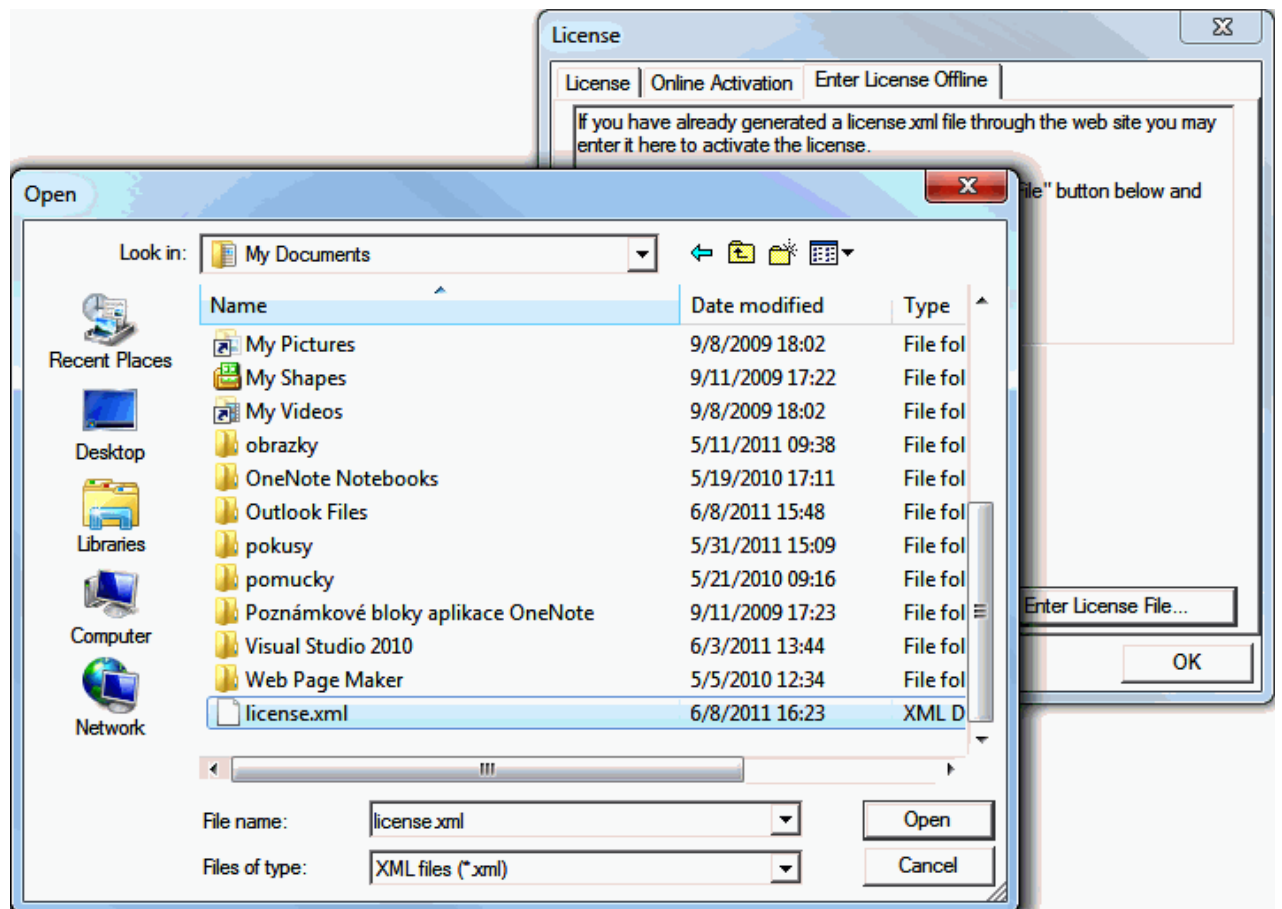 License
License
Online Activation
Enter License Offline
If you have already generated a license.xml file through the web site you may
enter it here to activate the license.
File" button below and
Enter License File...
OK
Open
Look in:
My Documents
Name
Date modified
Type
Recent Places
Desktop
Libraries
Computer
Network
My Pictures 9/8/2009 18:02 File fol
My Shapes 9/11/2009 17:22 File fol
My Videos 9/8/2009 18:02 File fol
obrazky 5/11/2011 09:38 File fol
OneNote Notebooks 5/19/2010 17:11 File fol
Outlook Files 6/8/2011 15:48 File fol
pokusy 5/31/2011 15:09 File fol
pomucky 5/21/2010 09:16 File fol
Poznámkové bloky aplikace OneNote 9/11/2009 17:23 File fol
Visual Studio 2010 6/3/2011 13:44 File fol
Web Page Maker 5/5/2010 12:34 File fol
license.xml 6/8/2011 16:23 XML D
File name:
license.xml
Open
Files of type:
XML files (*.xml)
Cancel